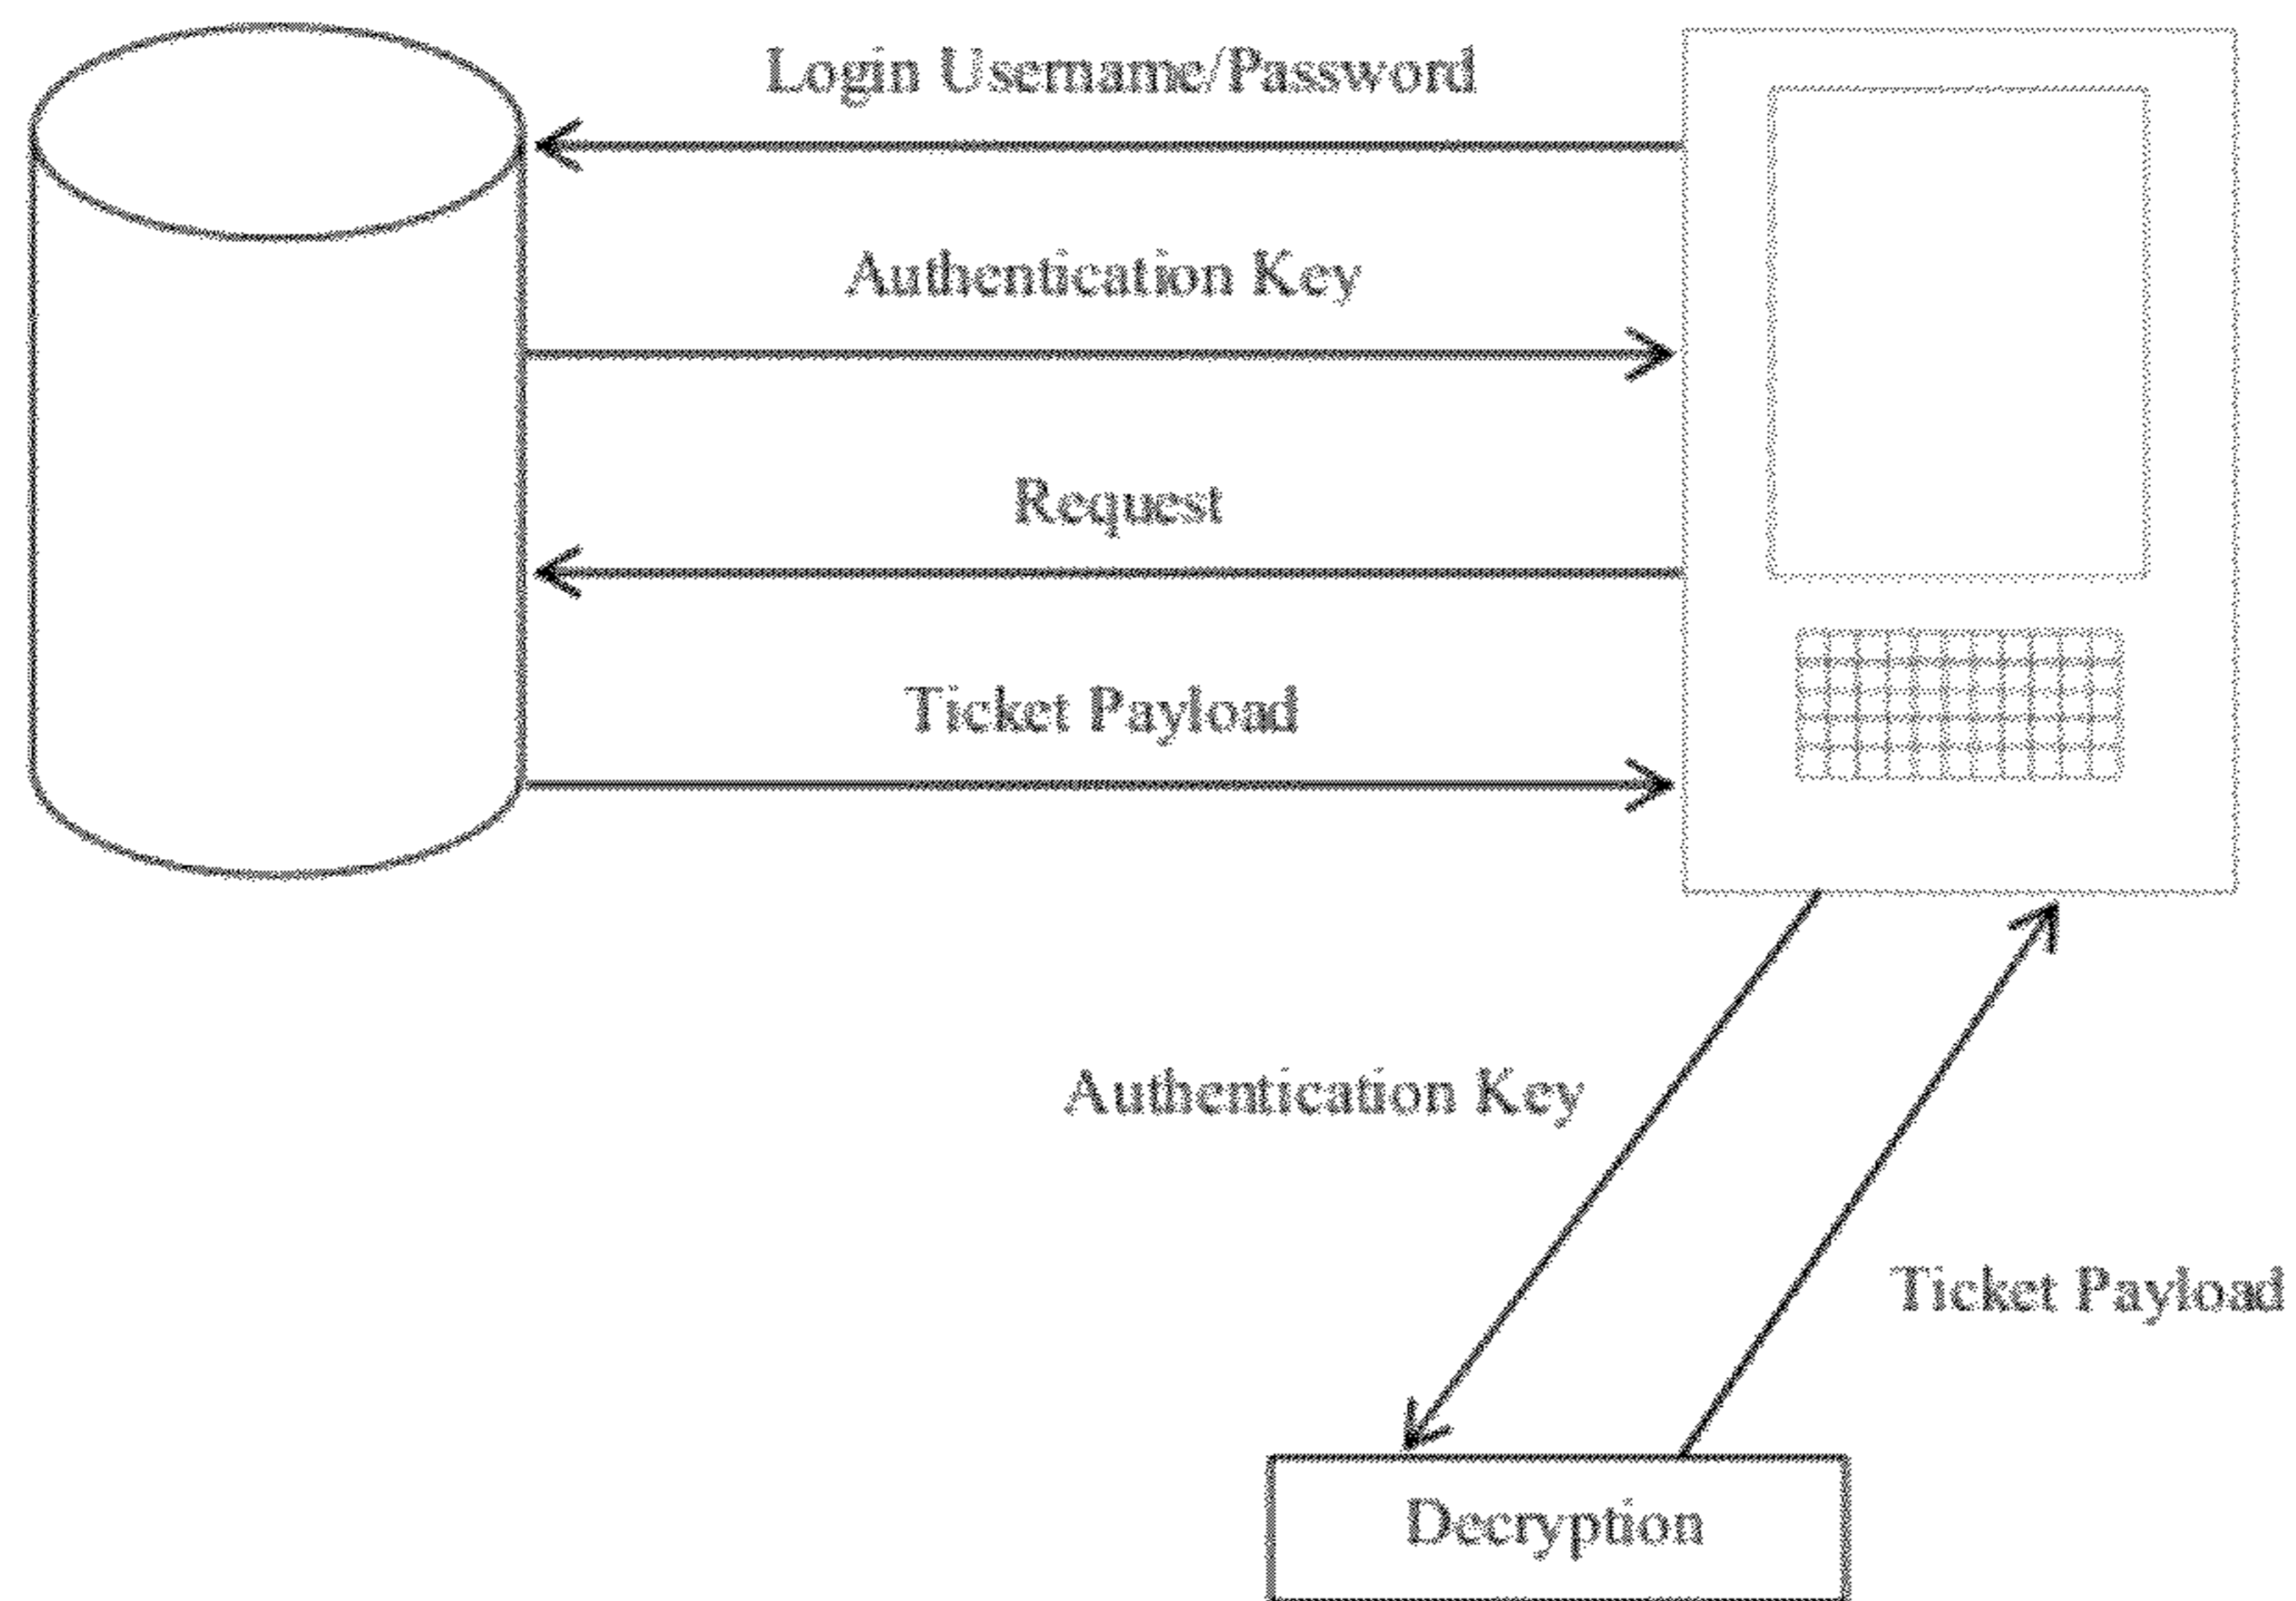 Login Username/Password
Authentication Key
Request
Ticket Payload
Authentication Key
Ticket Payload
Decryption